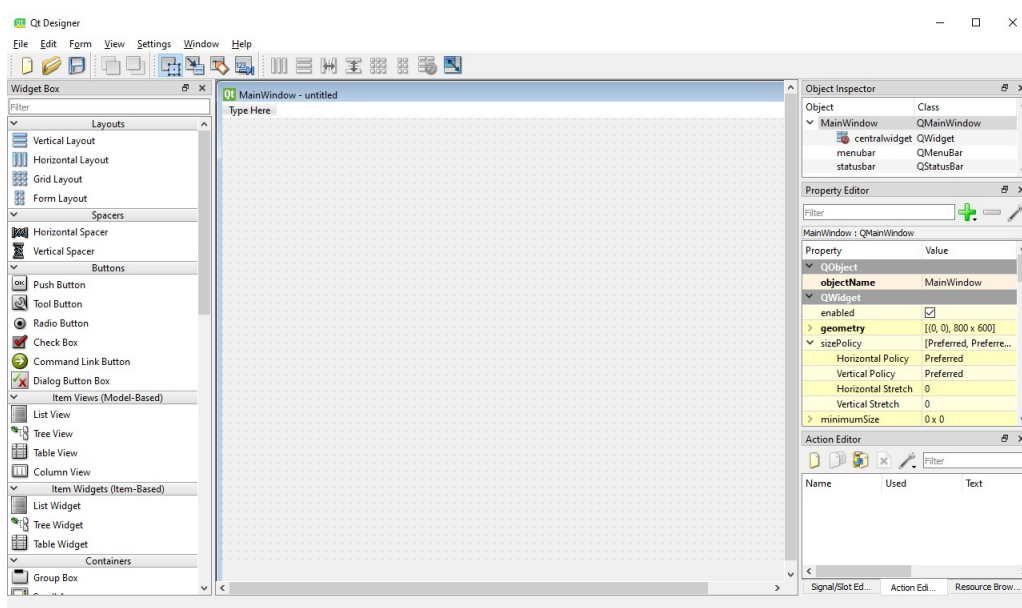 Qt Designer
File Edit Form View Settings Window Help
Widget Box
Filter
Layouts
Vertical Layout
Horizontal Layout
Grid Layout
Form Layout
Spacers
Horizontal Spacer
Vertical Spacer
Buttons
OK Push Button
Tool Button
Radio Button
Check Box
Command Link Button
Dialog Button Box
Item Views (Model-Based)
List View
Tree View
Table View
Column View
Item Widgets (Item-Based)
List Widget
Tree Widget
Table Widget
Containers
Group Box
Qt MainWindow - untitled
Type Here
Object Inspector
Object Class
MainWindow QMainWindow
centralwidget QWidget
menubar QMenuBar
statusbar QStatusBar
Property Editor
Filter
MainWindow : QMainWindow
Property Value
QObject
objectName MainWindow
QWidget
enabled
geometry [(0, 0), 800 x 600]
sizePolicy [Preferred, Preferre...
Horizontal Policy Preferred
Vertical Policy Preferred
Horizontal Stretch 0
Vertical Stretch 0
minimumSize 0 x 0
Action Editor
Filter
Name Used Text
Signal/Slot Ed... Action Edi... Resource Brow...